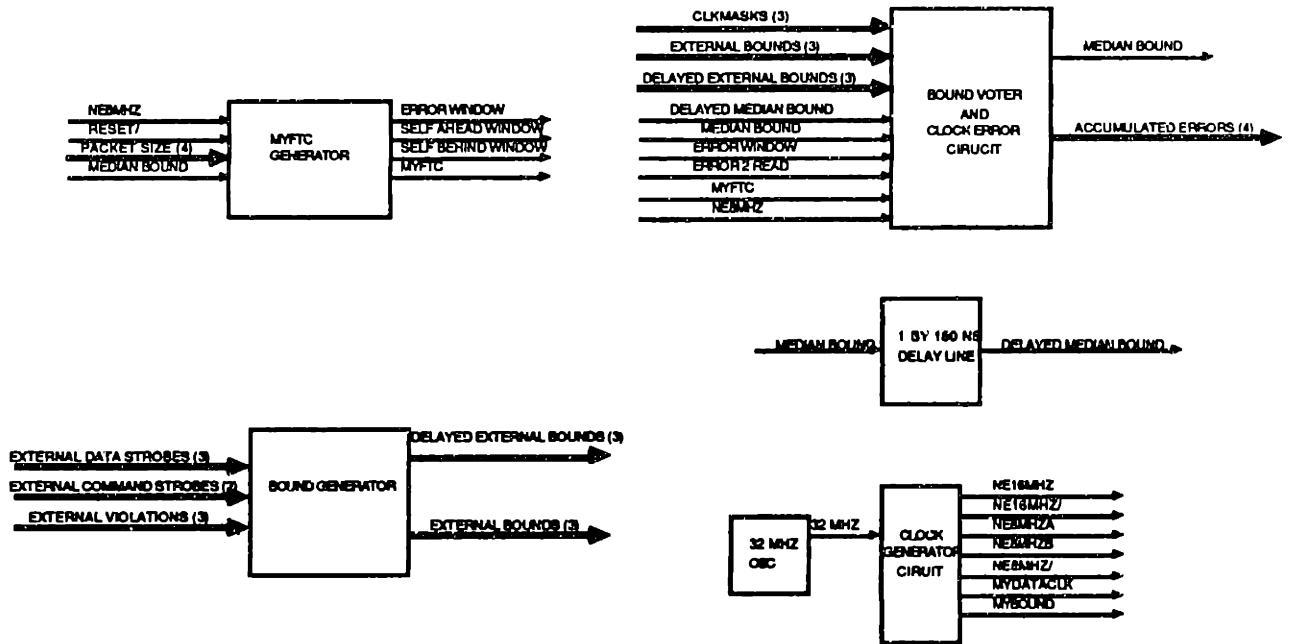 NE8MHZ
RESET/
PACKET SIZE (4)
MEDIAN BOUND
MYFTC
GENERATOR
ERROR WINDOW
SELF AHEAD WINDOW
SELF BEHIND WINDOW
MYFTC
CLKMASKS (3)
EXTERNAL BOUNDS (3)
DELAYED EXTERNAL BOUNDS (3)
DELAYED MEDIAN BOUND
MEDIAN BOUND
ERROR WINDOW
ERROR 2 READ
MYFTC
NE8MHZ
BOUND VOTER
AND
CLOCK ERROR
CIRUCIT
MEDIAN BOUND
ACCUMULATED ERRORS (4)
MEDIAN BOUND
1 BY 150 NS
DELAY LINE
DELAYED MEDIAN BOUND
EXTERNAL DATA STROBES (3)
EXTERNAL COMMAND STROBES
EXTERNAL VIOLATIONS (3)
BOUND GENERATOR
DELAYED EXTERNAL BOUNDS (3)
EXTERNAL BOUNDS (3)
32 MHZ
OSC
32 MHZ
CLOCK
GENERATOR
CIRUIT
NE16MHZ
NE16MHZ/
NE8MHZA
NE8MHZB
NE8MHZ/
MYDATACLK
MYBOUND